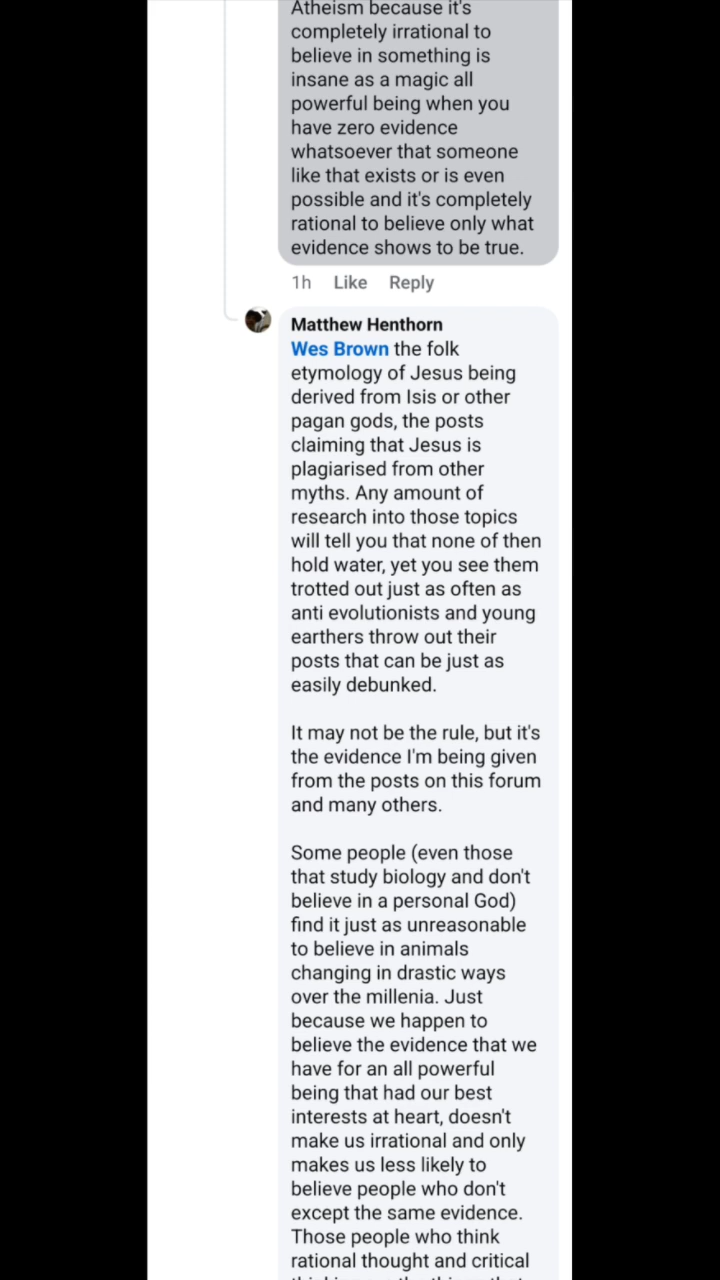 Atheism because it's
completely irrational to
believe in something is
insane as a magic all
powerful being when you
have zero evidence
whatsoever that someone
like that exists or is even
possible and it's completely
rational to believe only what
evidence shows to be true.
1h Like Reply
Matthew Henthorn
Wes Brown the folk
etymology of Jesus being
derived from Isis or other
pagan gods, the posts
claiming that Jesus is
plagiarised from other
myths. Any amount of
research into those topics
will tell you that none of then
hold water, yet you see them
trotted out just as often as
anti evolutionists and young
earthers throw out their
posts that can be just as
easily debunked.
It may not be the rule, but it's
the evidence I'm being given
from the posts on this forum
and many others.
Some people (even those
that study biology and don't
believe in a personal God)
find it just as unreasonable
to believe in animals
changing in drastic ways
over the millenia. Just
because we happen to
believe the evidence that we
have for an all powerful
being that had our best
interests at heart, doesn't
make us irrational and only
makes us less likely to
believe people who don't
except the same evidence.
Those people who think
rational thought and critical